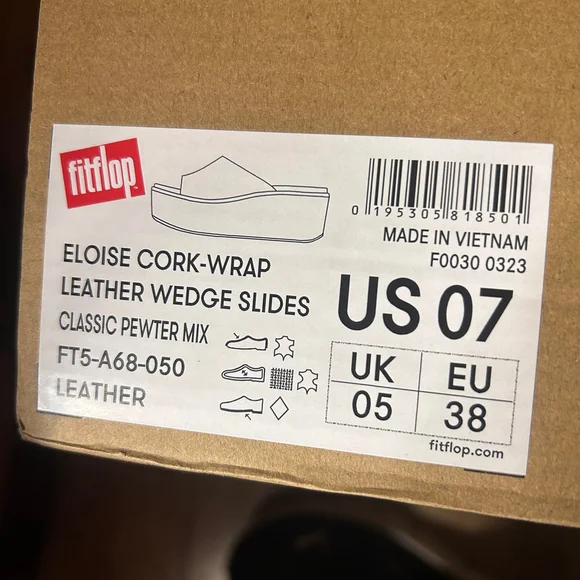 fitflop
0 195305 818501
MADE IN VIETNAM
F0030 0323
ELOISE CORK-WRAP
LEATHER WEDGE SLIDES
CLASSIC PEWTER MIX
FT5-A68-050
LEATHER
US 07
UK EU
05 38
fitflop.com